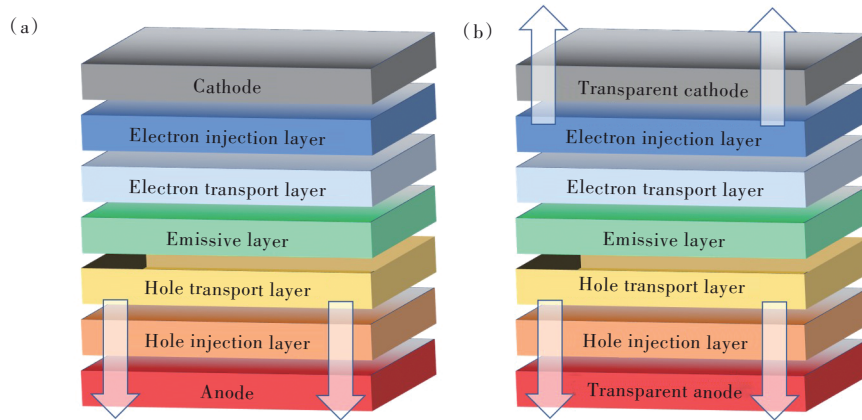 (a)
Cathode
Electron injection layer
Electron transport layer
Emissive layer
Hole transport layer
Hole injection layer
Anode
(b)
Transparent cathode
Electron injection layer
Electron transport layer
Emissive layer
Hole transport layer
Hole injection layer
Transparent anode